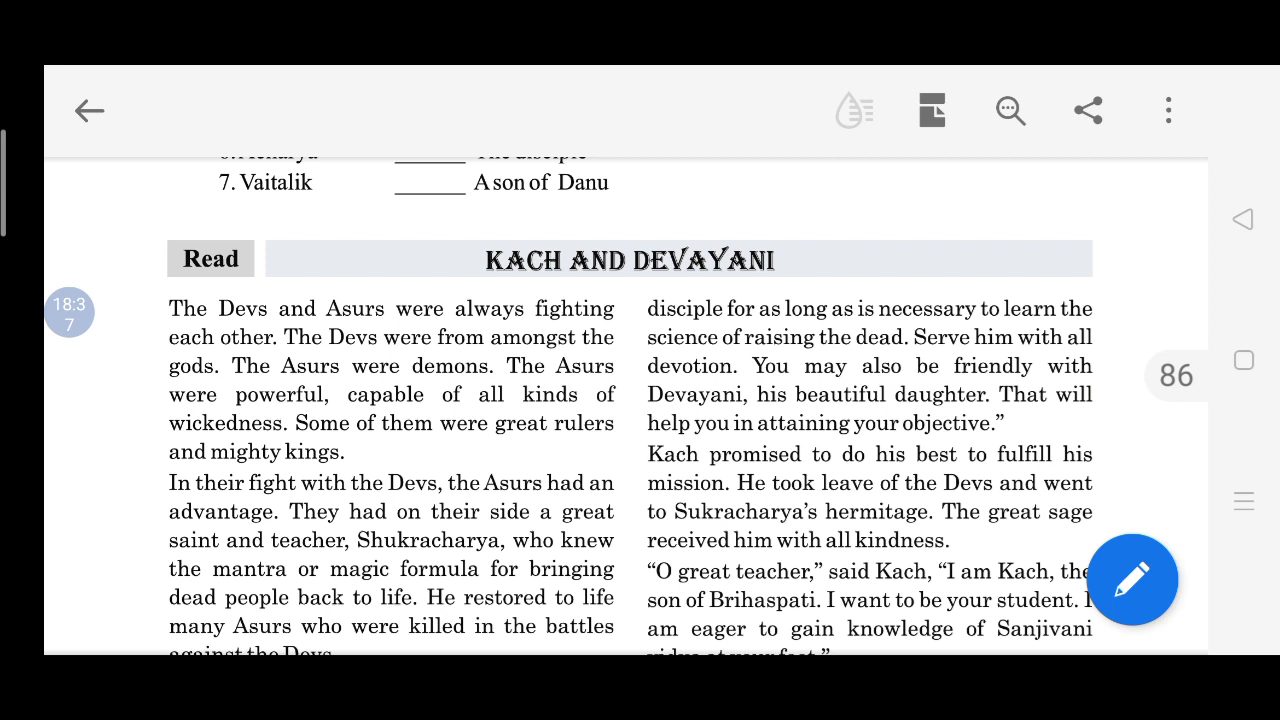 The disciple
7. Vaitalik ______ A son of Danu
Read
KACH AND DEVAYANI
18:3
7
The Devs and Asurs were always fighting
each other. The Devs were from amongst the
gods. The Asurs were demons. The Asurs
were powerful, capable of all kinds of
wickedness. Some of them were great rulers
and mighty kings.
In their fight with the Devs, the Asurs had an
advantage. They had on their side a great
saint and teacher, Shukracharya, who knew
the mantra or magic formula for bringing
dead people back to life. He restored to life
many Asurs who were killed in the battles
against the Devs.
disciple for as long as is necessary to learn the
science of raising the dead. Serve him with all
devotion. You may also be friendly with
Devayani, his beautiful daughter. That will
help you in attaining your objective.”
Kach promised to do his best to fulfill his
mission. He took leave of the Devs and went
to Sukracharya’s hermitage. The great sage
received him with all kindness.
“O great teacher,” said Kach, “I am Kach, the
son of Brihaspati. I want to be your student. I
am eager to gain knowledge of Sanjivani
86